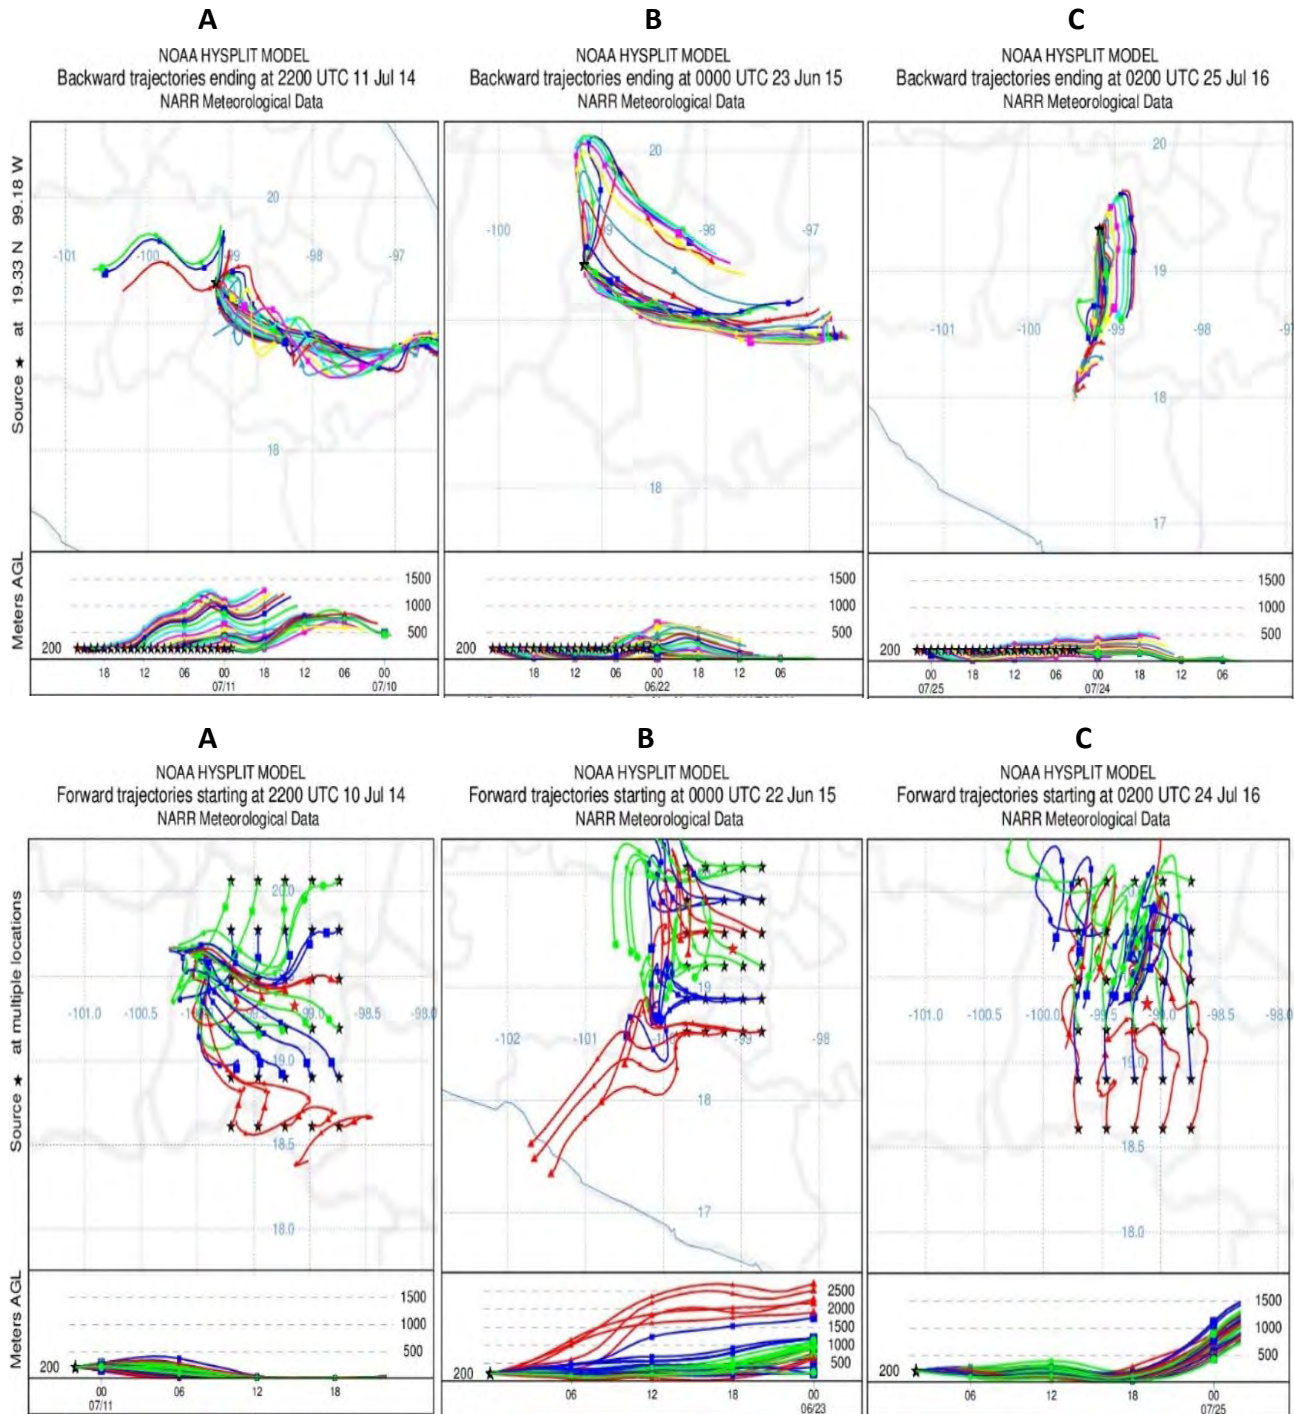 A B C
NOAA HYSPLIT MODEL
Backward trajectories ending at 2200 UTC 11 Jul 14
NARR Meteorological Data
NOAA HYSPLIT MODEL
Backward trajectories ending at 0000 UTC 23 Jun 15
NARR Meteorological Data
NOAA HYSPLIT MODEL
Backward trajectories ending at 0200 UTC 25 Jul 16
NARR Meteorological Data
Source ★ at 19.33 N 99.18 W
20
-101 -100 -99 -98 -97
18
20
-100 -99 -98 -97
18
20
19
-101 -100 -99 -98 -97
18
17
Meters AGL
1500
1000
500
200
18 12 06 00 18 12 06 00
07/11 07/10
200
18 12 06 00 18 12 06
06/22
1500
1000
500
200
00 18 12 06 00 18 12 06
07/25 07/24
A B C
NOAA HYSPLIT MODEL
Forward trajectories starting at 2200 UTC 10 Jul 14
NARR Meteorological Data
NOAA HYSPLIT MODEL
Forward trajectories starting at 0000 UTC 22 Jun 15
NARR Meteorological Data
NOAA HYSPLIT MODEL
Forward trajectories starting at 0200 UTC 24 Jul 16
NARR Meteorological Data
Source ★ at multiple locations
20.0
-101.0 -100.5 -99.5 -99.0 -98.5 -98.0
19.0
18.5
18.0
19
-102 -101 -99 -98
18
17
-101.0 -100.5 -100.0 -99.5 -99.0 -98.5 -98.0
19.0
18.5
18.0
Meters AGL
1500
1000
500
200
00 06 12 18
07/11
2500
2000
1500
1000
500
200
06 12 18 00
06/23
1500
1000
500
200
06 12 18 00
07/25